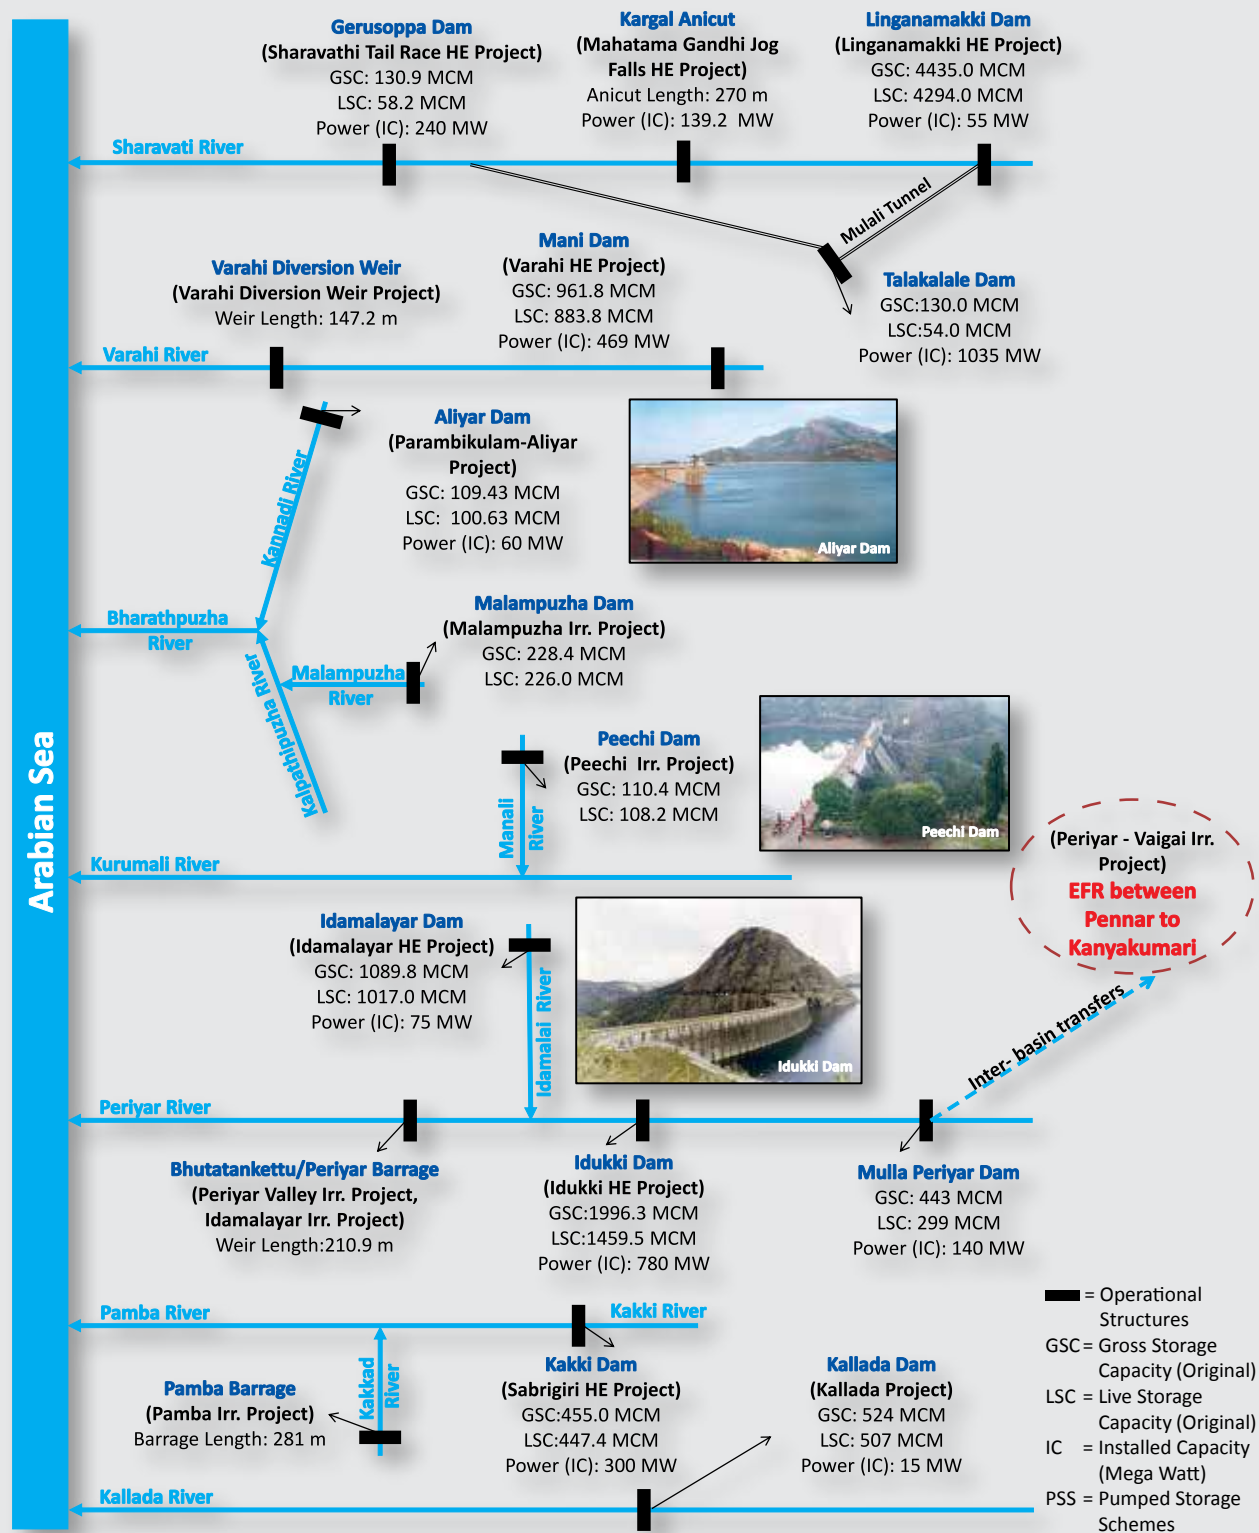 Arabian Sea
Gerusoppa Dam
(Sharavathi Tail Race HE Project)
GSC: 130.9 MCM
LSC: 58.2 MCM
Power (IC): 240 MW
Kargal Anicut
(Mahatama Gandhi Jog
Falls HE Project)
Anicut Length: 270 m
Power (IC): 139.2 MW
Linganamakki Dam
(Linganamakki HE Project)
GSC: 4435.0 MCM
LSC: 4294.0 MCM
Power (IC): 55 MW
Sharavati River
Mulali Tunnel
Talakalale Dam
GSC:130.0 MCM
LSC:54.0 MCM
Power (IC): 1035 MW
Varahi Diversion Weir
(Varahi Diversion Weir Project)
Weir Length: 147.2 m
Mani Dam
(Varahi HE Project)
GSC: 961.8 MCM
LSC: 883.8 MCM
Power (IC): 469 MW
Varahi River
Aliyar Dam
(Parambikulam-Aliyar
Project)
GSC: 109.43 MCM
LSC: 100.63 MCM
Power (IC): 60 MW
Aliyar Dam
Kannadi River
Bharathpuzha
River
Malampuzha Dam
(Malampuzha Irr. Project)
GSC: 228.4 MCM
LSC: 226.0 MCM
Malampuzha
River
Kalpathipuzha River
Peechi Dam
(Peechi Irr. Project)
GSC: 110.4 MCM
LSC: 108.2 MCM
Peechi Dam
Manali
River
Kurumali River
(Periyar - Vaigai Irr.
Project)
EFR between
Pennar to
Kanyakumari
Inter- basin transfers
Idamalayar Dam
(Idamalayar HE Project)
GSC: 1089.8 MCM
LSC: 1017.0 MCM
Power (IC): 75 MW
Idamalai River
Idukki Dam
Periyar River
Bhutatankettu/Periyar Barrage
(Periyar Valley Irr. Project,
Idamalayar Irr. Project)
Weir Length:210.9 m
Idukki Dam
(Idukki HE Project)
GSC:1996.3 MCM
LSC:1459.5 MCM
Power (IC): 780 MW
Mulla Periyar Dam
GSC: 443 MCM
LSC: 299 MCM
Power (IC): 140 MW
Pamba River
Kakki River
Kakkad
River
Pamba Barrage
(Pamba Irr. Project)
Barrage Length: 281 m
Kakki Dam
(Sabrigiri HE Project)
GSC:455.0 MCM
LSC:447.4 MCM
Power (IC): 300 MW
Kallada Dam
(Kallada Project)
GSC: 524 MCM
LSC: 507 MCM
Power (IC): 15 MW
Kallada River
= Operational
Structures
GSC = Gross Storage
Capacity (Original)
LSC = Live Storage
Capacity (Original)
IC = Installed Capacity
(Mega Watt)
PSS = Pumped Storage
Schemes